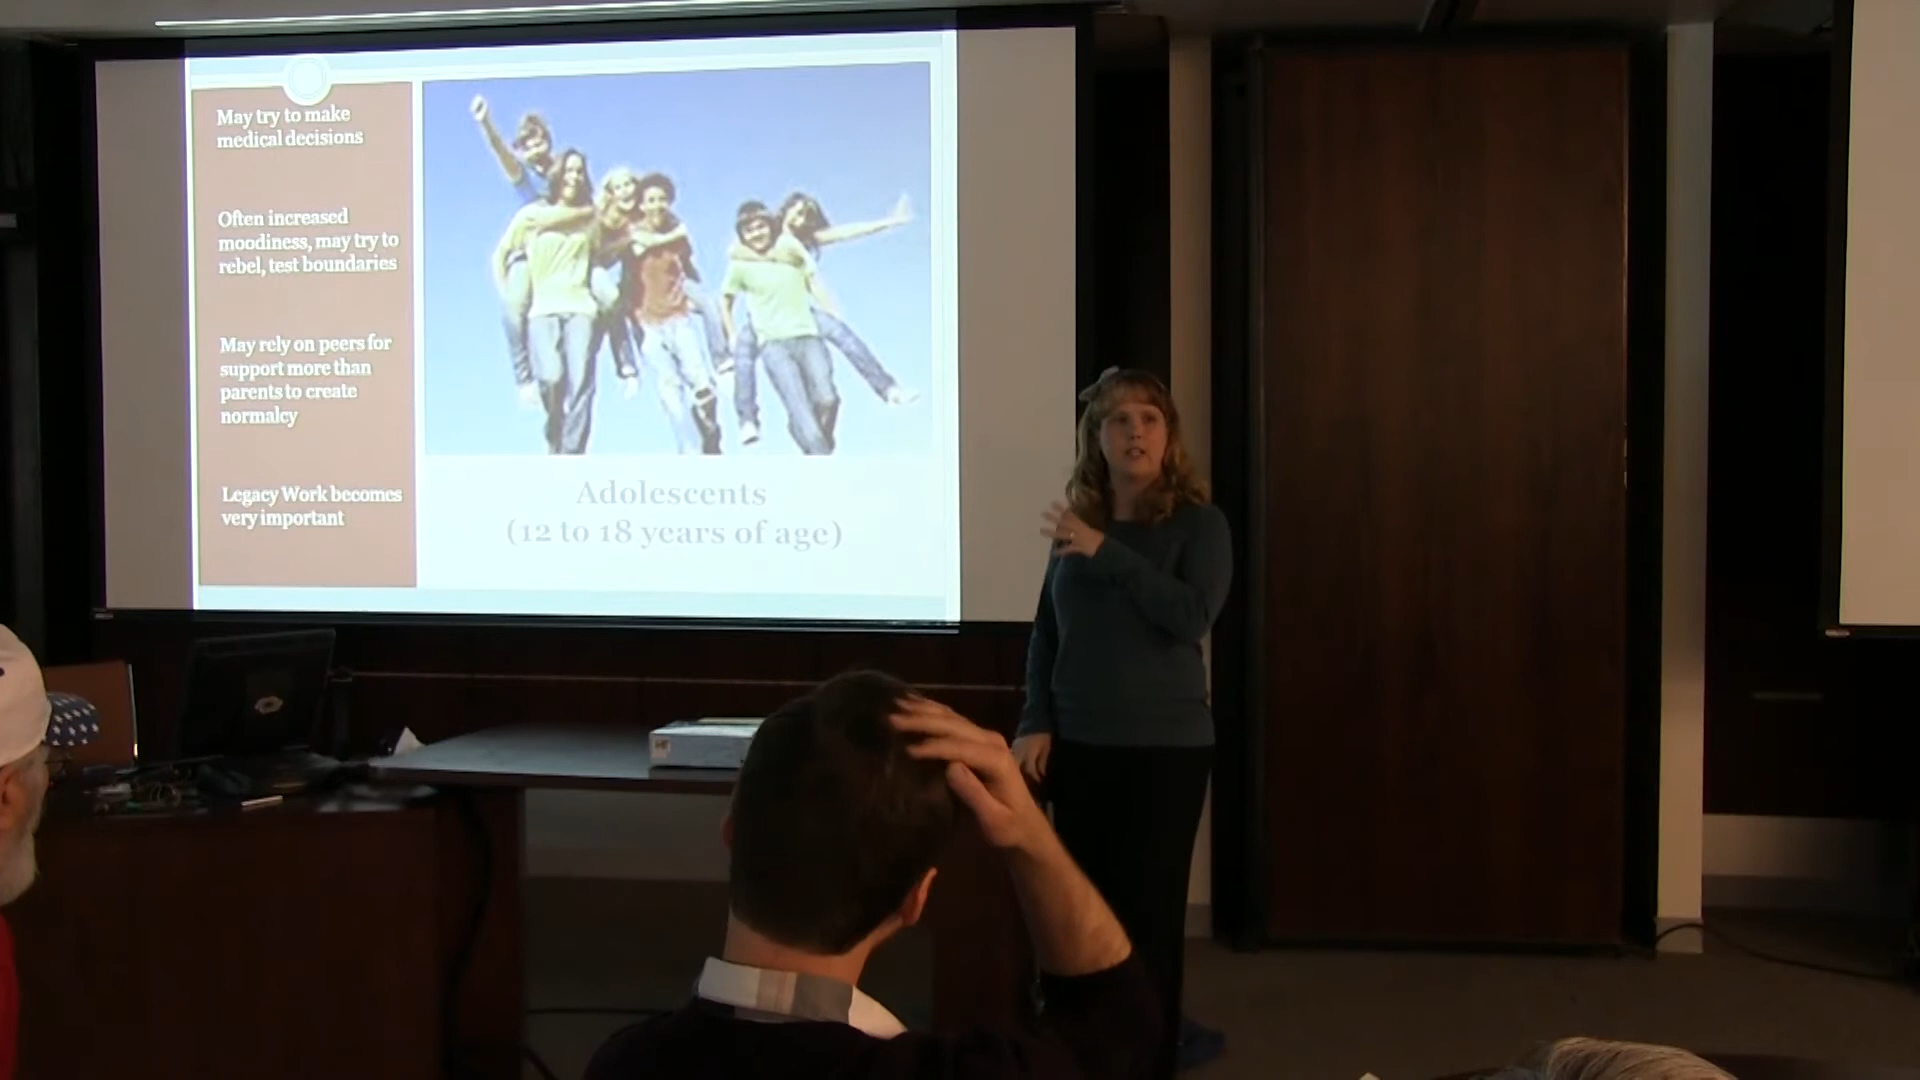 May try to make
medical decisions
Often increased
moodiness, may try to
rebel, test boundaries
May rely on peers for
support more than
parents to create
normalcy
Legacy Work becomes
very important
Adolescents
(12 to 18 years of age)